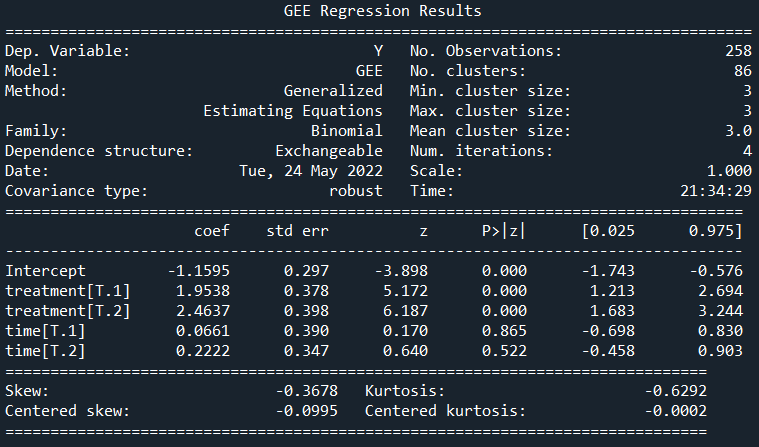 GEE Regression Results
===================================================================================
Dep. Variable:                           Y   No. Observations:                  258
Model:                                 GEE   No. clusters:                       86
Method:                        Generalized   Min. cluster size:                   3
                      Estimating Equations   Max. cluster size:                   3
Family:                           Binomial   Mean cluster size:                 3.0
Dependence structure:         Exchangeable   Num. iterations:                     4
Date:                     Tue, 24 May 2022   Scale:                           1.000
Covariance type:                    robust   Time:                         21:34:29
==================================================================================
                     coef    std err          z      P>|z|      [0.025      0.975]
----------------------------------------------------------------------------------
Intercept         -1.1595      0.297     -3.898      0.000      -1.743      -0.576
treatment[T.1]     1.9538      0.378      5.172      0.000       1.213       2.694
treatment[T.2]     2.4637      0.398      6.187      0.000       1.683       3.244
time[T.1]          0.0661      0.390      0.170      0.865      -0.698       0.830
time[T.2]          0.2222      0.347      0.640      0.522      -0.458       0.903
==============================================================================
Skew:                         -0.3678   Kurtosis:                      -0.6292
Centered skew:                -0.0995   Centered kurtosis:             -0.0002
==============================================================================